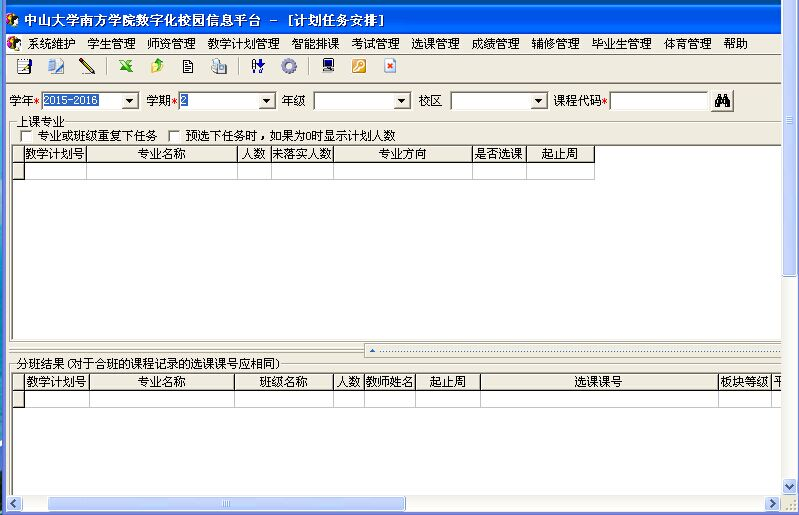 中山大学南方学院数字化校园信息平台 - [计划任务安排]
系统维护 学生管理 师资管理 教学计划管理 智能排课 考试管理 选课管理 成绩管理 辅修管理 毕业生管理 体育管理 帮助
学年* 2015-2016 学期* 2 年级 校区 课程代码*
上课专业
专业或班级重复下任务 预选下任务时，如果为0时显示计划人数
教学计划号 专业名称 人数 未落实人数 专业方向 是否选课 起止周
分班结果(对于合班的课程记录的选课课号应相同)
教学计划号 专业名称 班级名称 人数 教师姓名 起止周 选课课号 板块等级 平